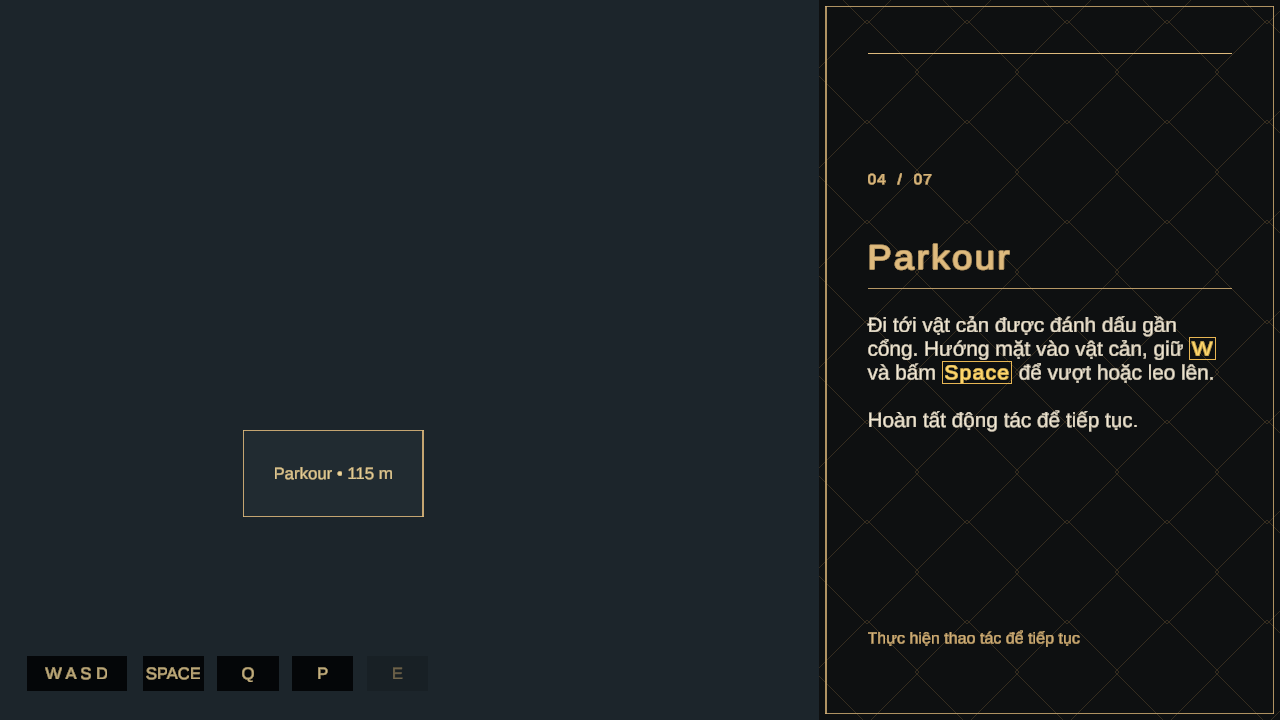 04 / 07
Parkour
Đi tới vật cản được đánh dấu gần
cổng. Hướng mặt vào vật cản, giữ W
và bấm Space để vượt hoặc leo lên.
Hoàn tất động tác để tiếp tục.
Parkour • 115 m
Thực hiện thao tác để tiếp tục
W A S D SPACE Q P E